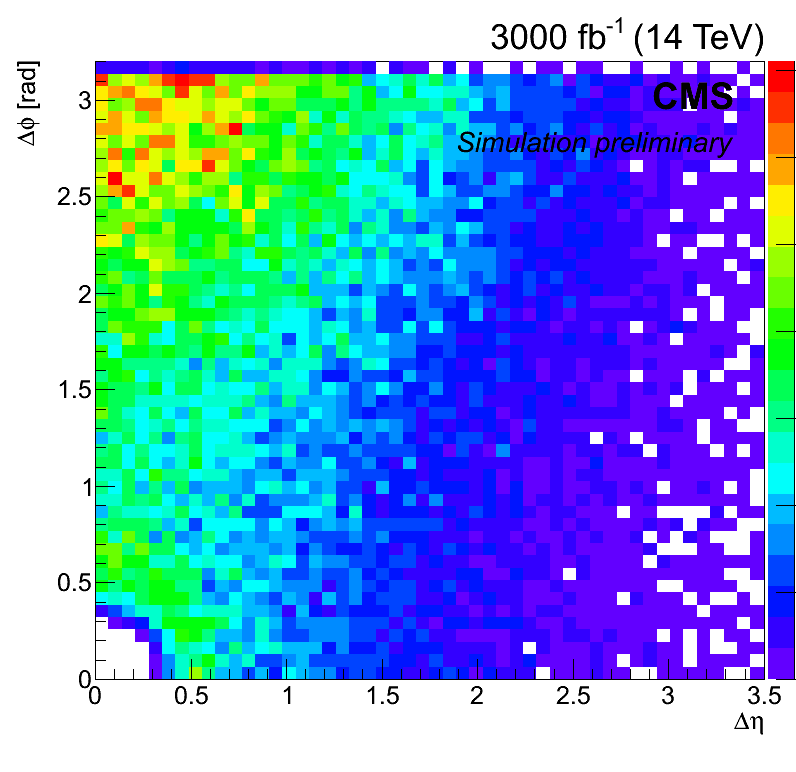 3000 fb-1 (14 TeV)
Δϕ [rad]
CMS
Simulation preliminary
3
2.5
2
1.5
1
0.5
0
0 0.5 1 1.5 2 2.5 3 3.5
Δη